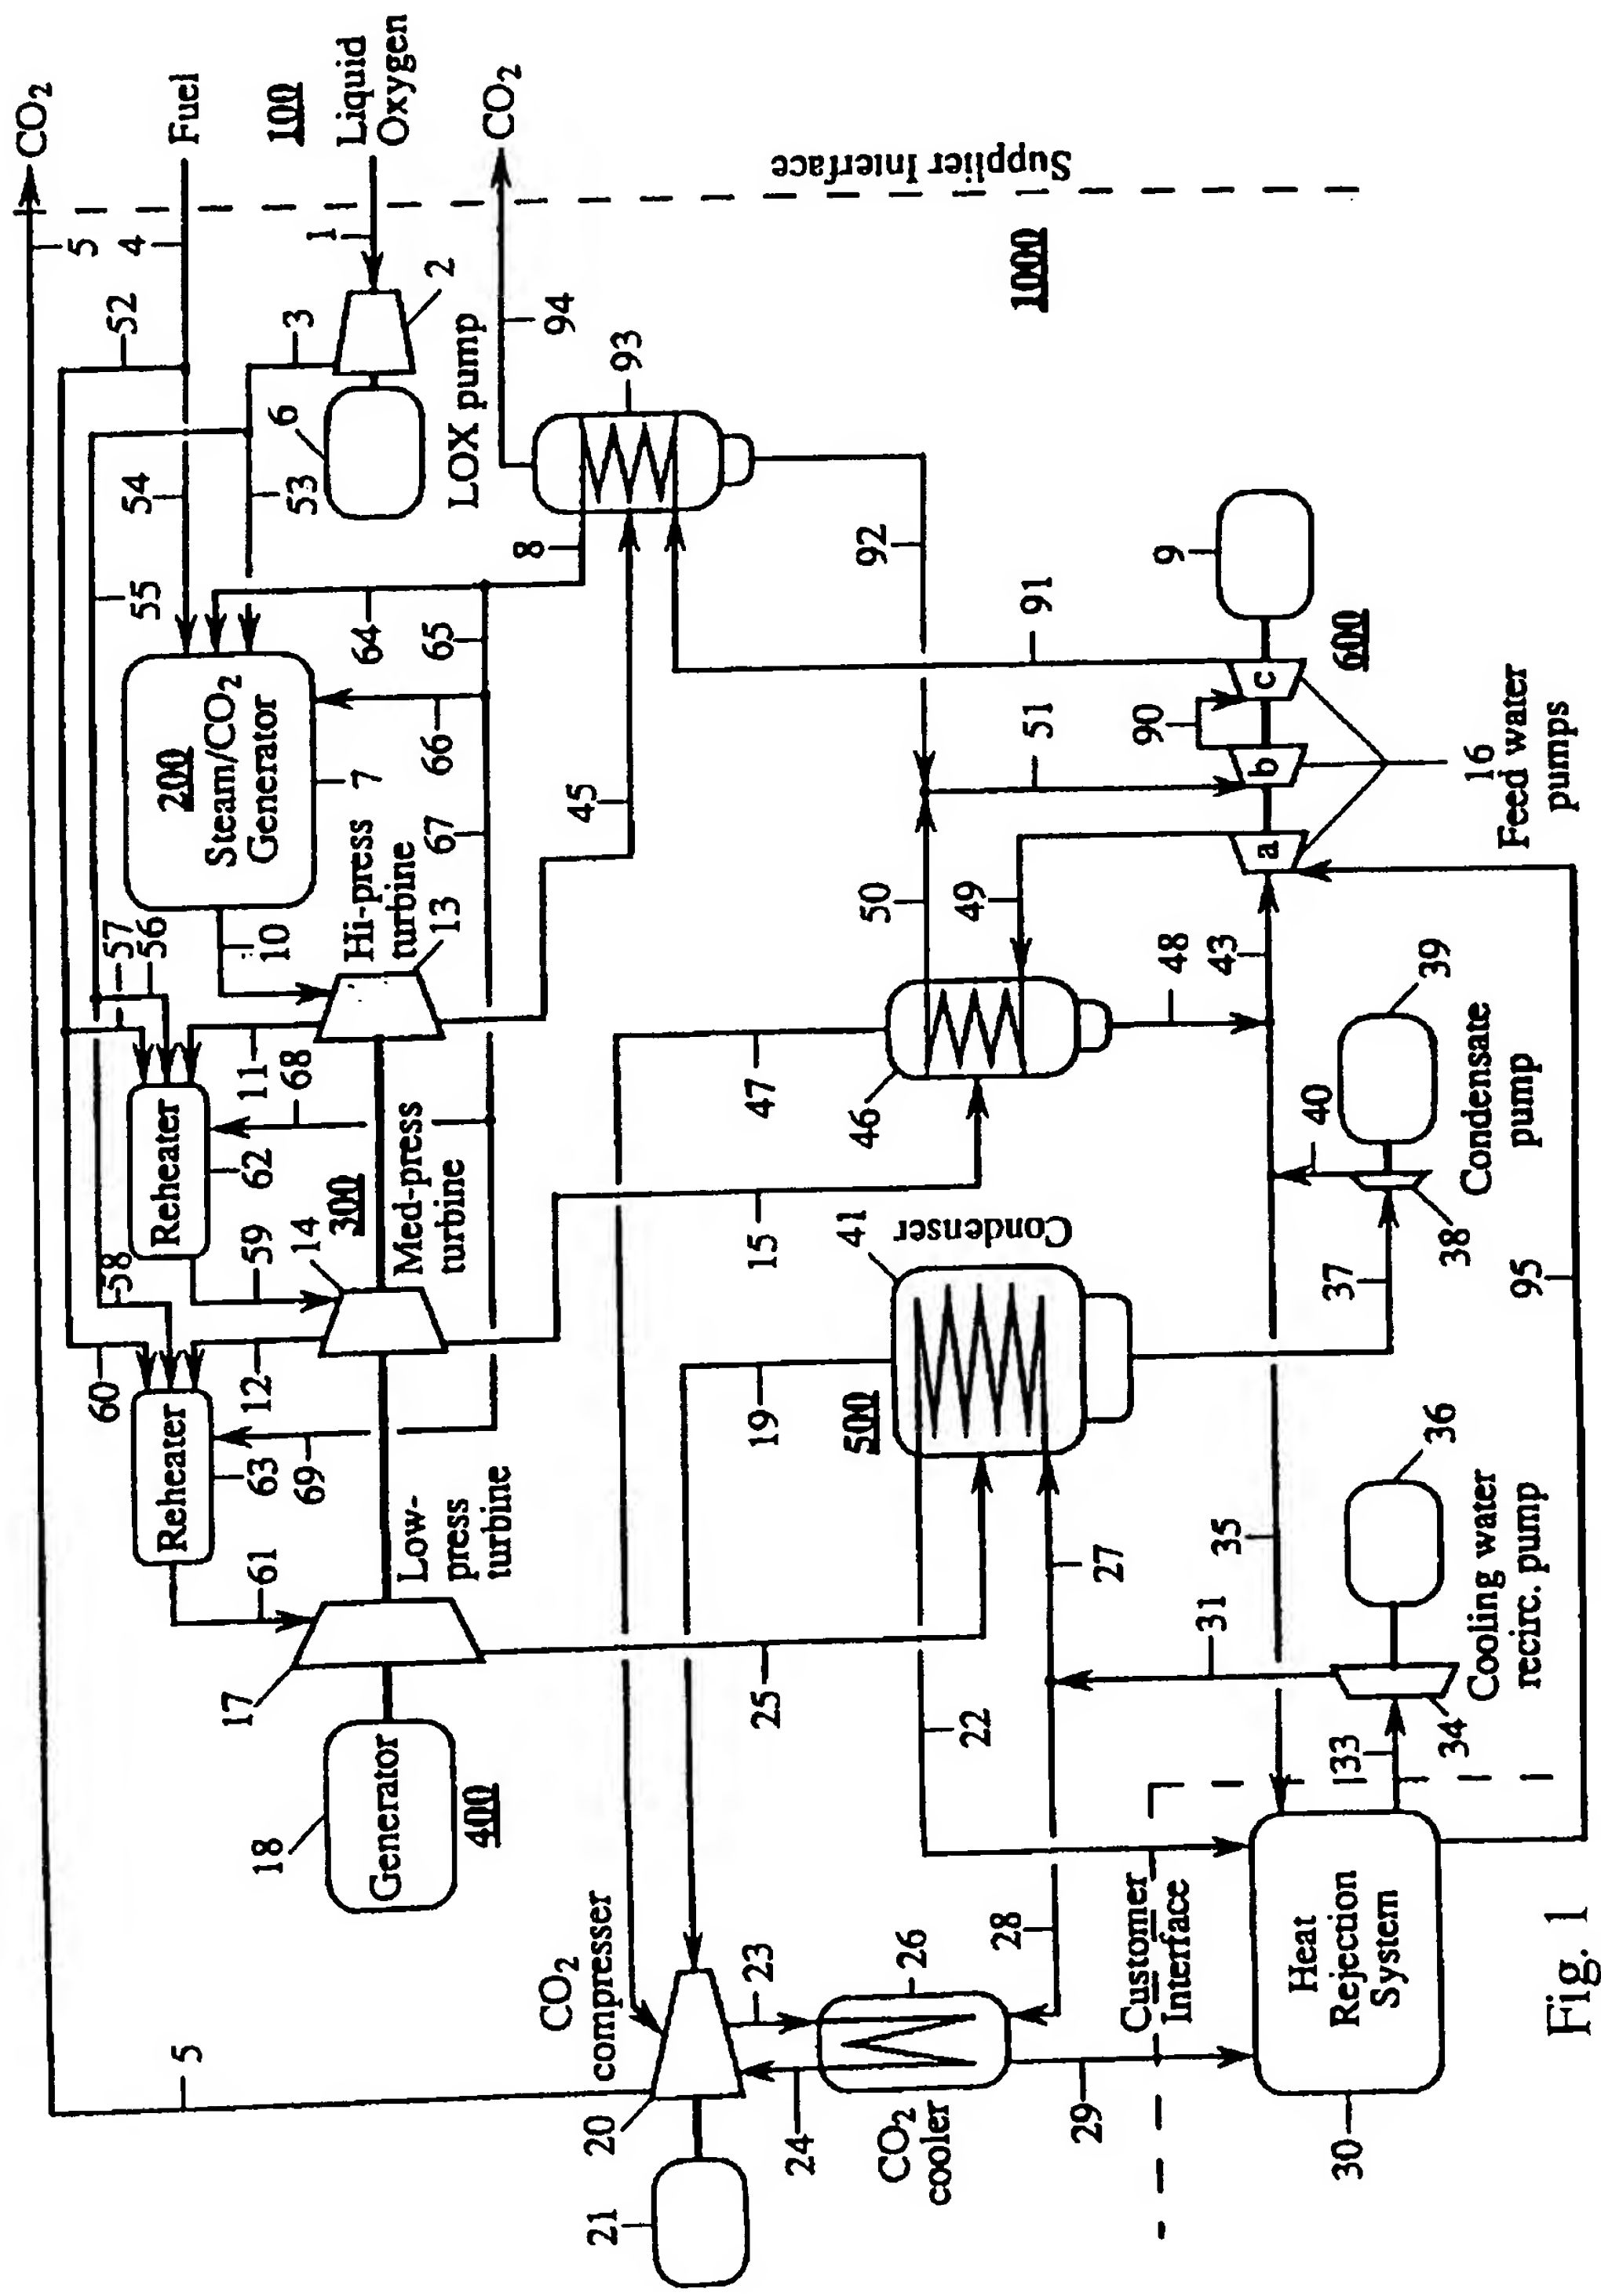 CO2
5
4
Fuel
52
100
1
Liquid
Oxygen
3
2
CO2
94
Supplier Interface
1000
54
6
53
LOX pump
93
55
8
64
65
92
91
9
600
200
Steam/CO2
Generator
7
66
67
45
90
51
c
b
a
16
Feed water
pumps
57
56
10
Hi-press
turbine
13
50
49
48
43
39
11
68
47
46
40
Condensate
pump
Reheater
62
300
Med-press
turbine
15
41
Condenser
38
37
95
58
59
14
60
12
19
500
36
Reheater
63
69
Low-
press
turbine
61
27
35
31
Cooling water
recirc. pump
17
25
22
34
133
18
Generator
400
CO2
compresser
23
26
28
Customer
Interface
Heat
Rejection
System
5
20
24
CO2
cooler
29
30
21
Fig. 1